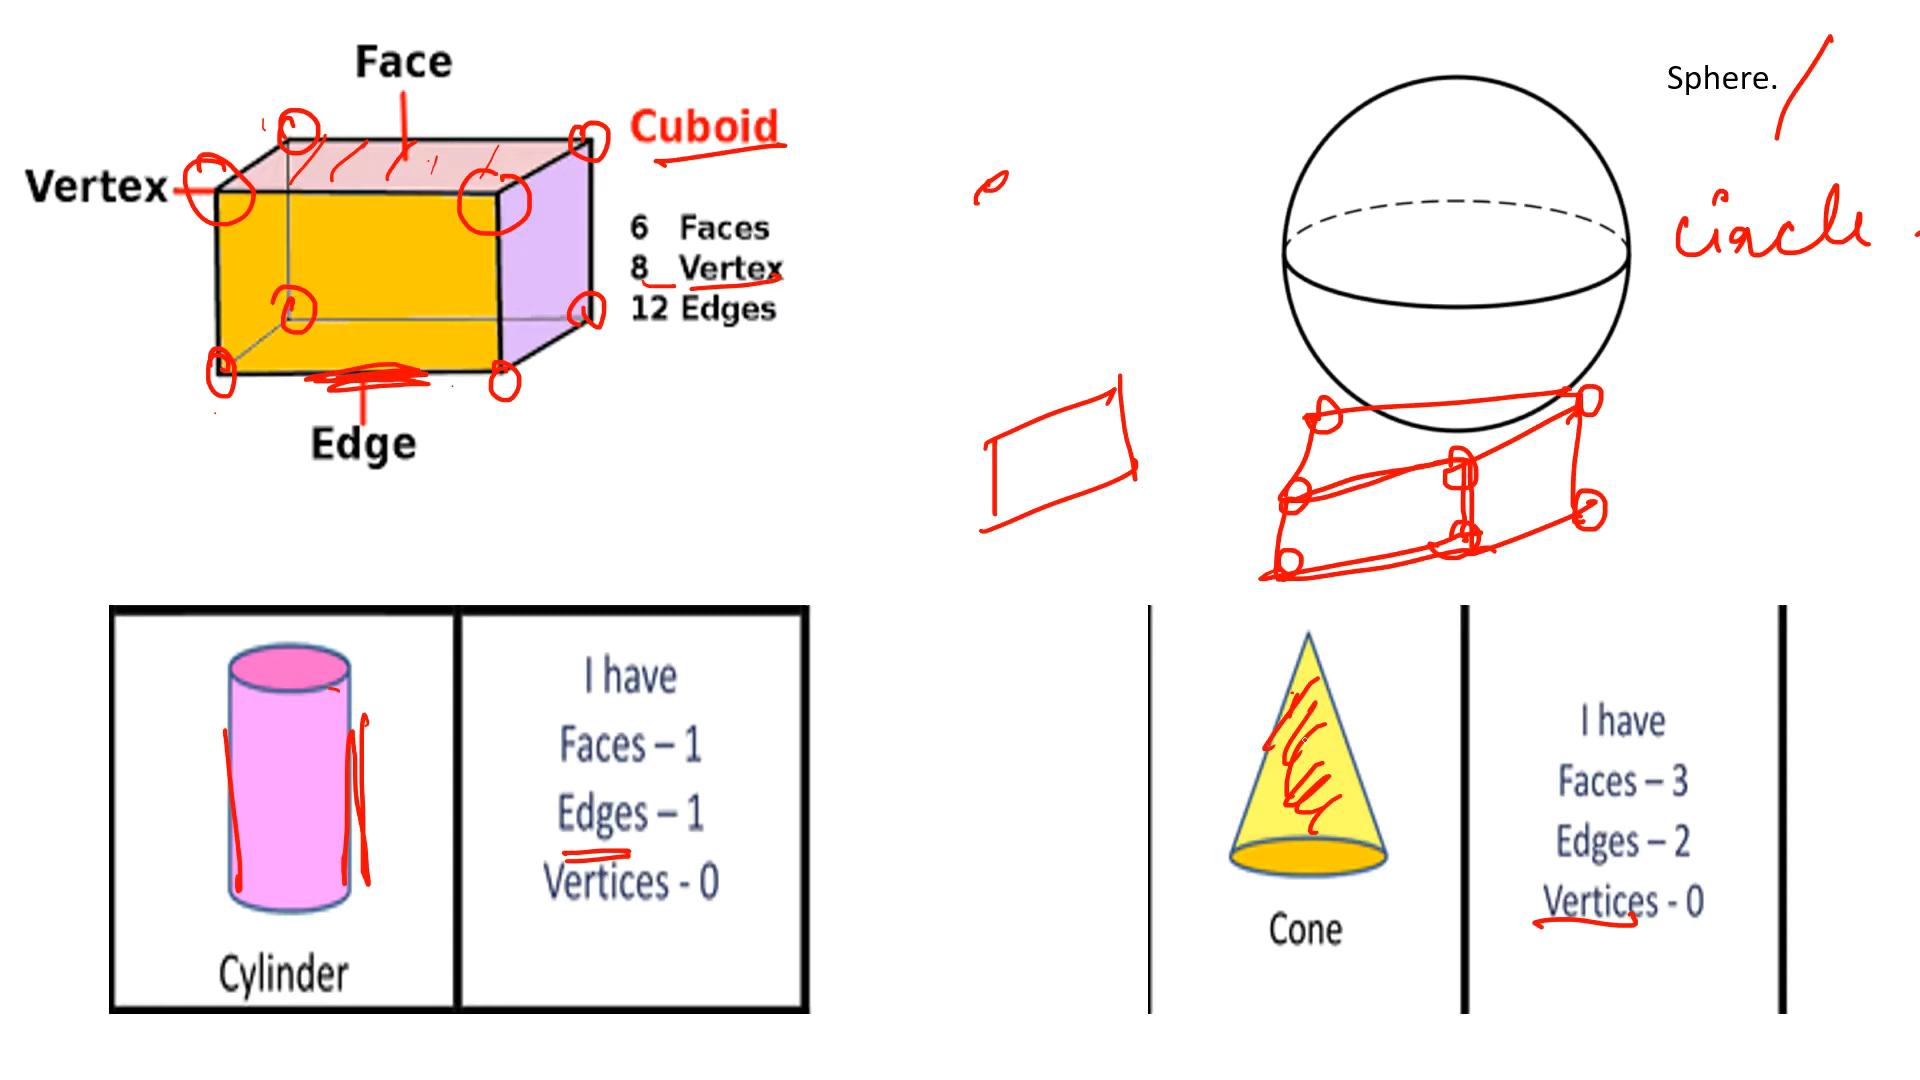 Face
Vertex
Cuboid
6 Faces
8 Vertex
12 Edges
Edge
Sphere.
circle
I have
Faces – 1
Edges – 1
Vertices - 0
Cylinder
I have
Faces – 3
Edges – 2
Vertices - 0
Cone